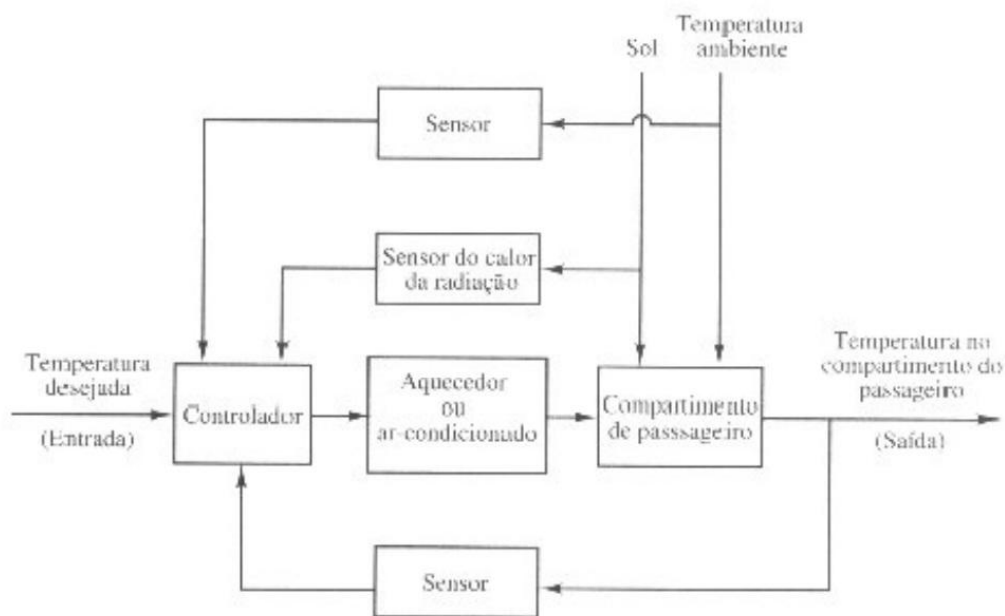 Temperatura
ambiente
Sol
Sensor
Sensor do calor
da radiação
Temperatura
desejada
(Entrada)
Controlador
Aquecedor
ou
ar-condicionado
Compartimento
de passsageiro
Temperatura no
compartimento do
passageiro
(Saída)
Sensor